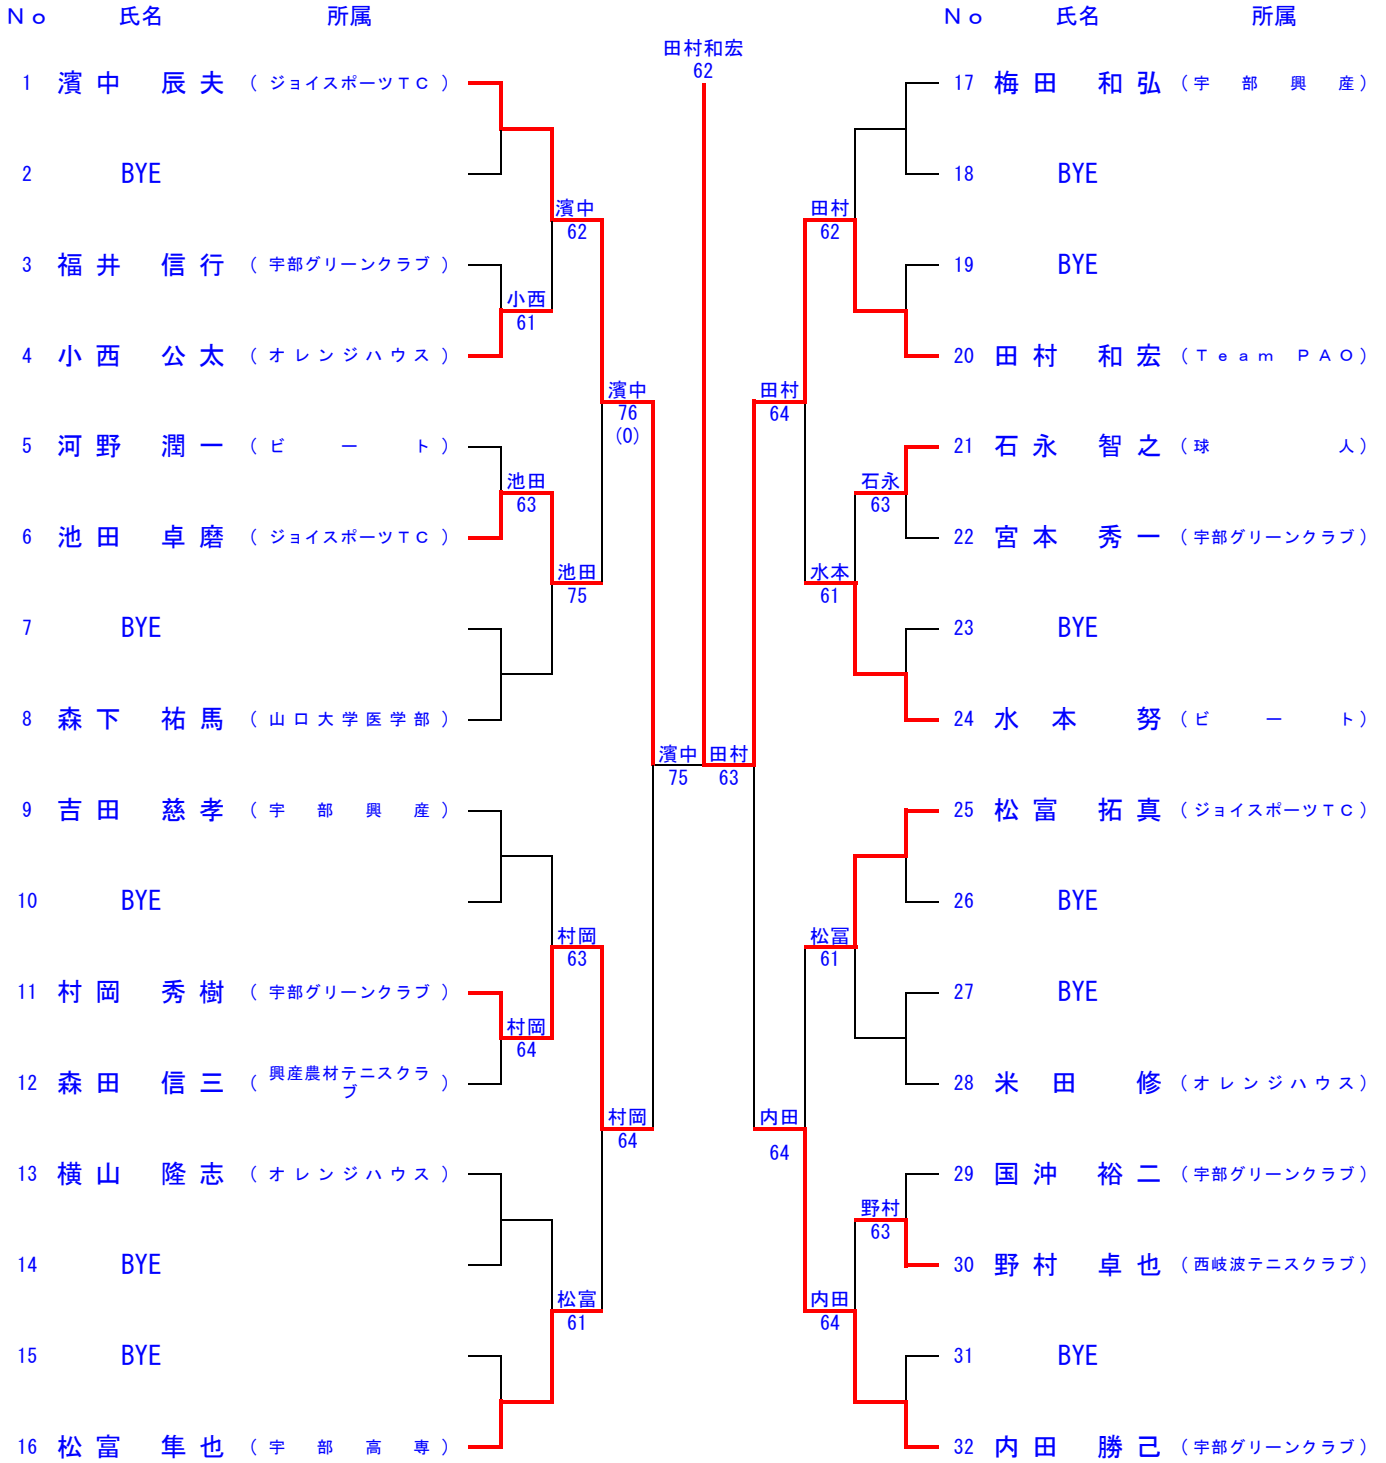 Ｎｏ 氏名 所属
1 濱中 辰夫 （ジョイスポーツＴＣ）
2 BYE
3 福井 信行 （宇部グリーンクラブ）
4 小西 公太 （オレンジハウス）
5 河野 潤一 （ビート）
6 池田 卓磨 （ジョイスポーツＴＣ）
7 BYE
8 森下 祐馬 （山口大学医学部）
9 吉田 慈孝 （宇部興産）
10 BYE
11 村岡 秀樹 （宇部グリーンクラブ）
12 森田 信三 （興産農材テニスクラ
ブ）
13 横山 隆志 （オレンジハウス）
14 BYE
15 BYE
16 松富 隼也 （宇部高専）
濱中
62
小西
61
池田
63
池田
75
濱中
76
(0)
村岡
64
村岡
63
松富
61
村岡
64
濱中
75
田村和宏
62
田村
63
田村
62
田村
64
石永
63
水本
61
松冨
61
内田
64
野村
63
内田
64
Ｎｏ 氏名 所属
17 梅田 和弘 （宇部興産）
18 BYE
19 BYE
20 田村 和宏 （Ｔｅａｍ ＰＡＯ）
21 石永 智之 （球人）
22 宮本 秀一 （宇部グリーンクラブ）
23 BYE
24 水本 努 （ビート）
25 松富 拓真 （ジョイスポーツＴＣ）
26 BYE
27 BYE
28 米田 修 （オレンジハウス）
29 国沖 裕二 （宇部グリーンクラブ）
30 野村 卓也 （西岐波テニスクラブ）
31 BYE
32 内田 勝己 （宇部グリーンクラブ）